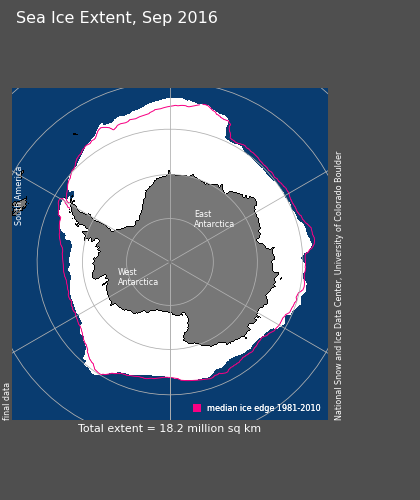 Sea Ice Extent, Sep 2016
South America
East
Antarctica
West
Antarctica
National Snow and Ice Data Center, University of Colorado Boulder
final data
median ice edge 1981-2010
Total extent = 18.2 million sq km